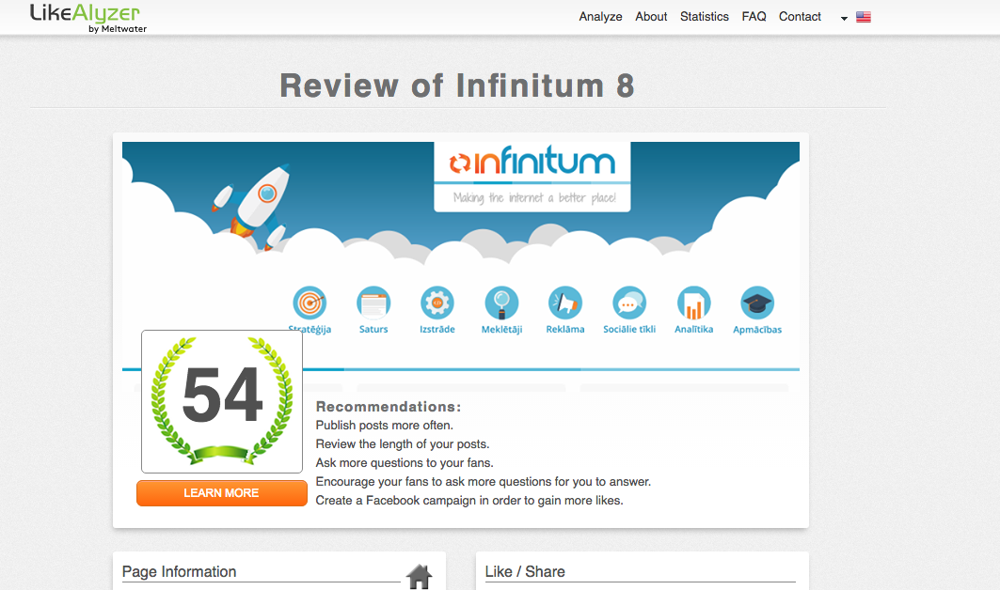 LikeAlyzer
by Meltwater
Analyze About Statistics FAQ Contact
Review of Infinitum 8
infinitum
Making the internet a better place!
Stratēģija Saturs Izstrāde Meklētāji Reklāma Sociālie tīkli Analītika Apmācības
54
Recommendations:
Publish posts more often.
Review the length of your posts.
Ask more questions to your fans.
Encourage your fans to ask more questions for you to answer.
Create a Facebook campaign in order to gain more likes.
LEARN MORE
Page Information
Like / Share